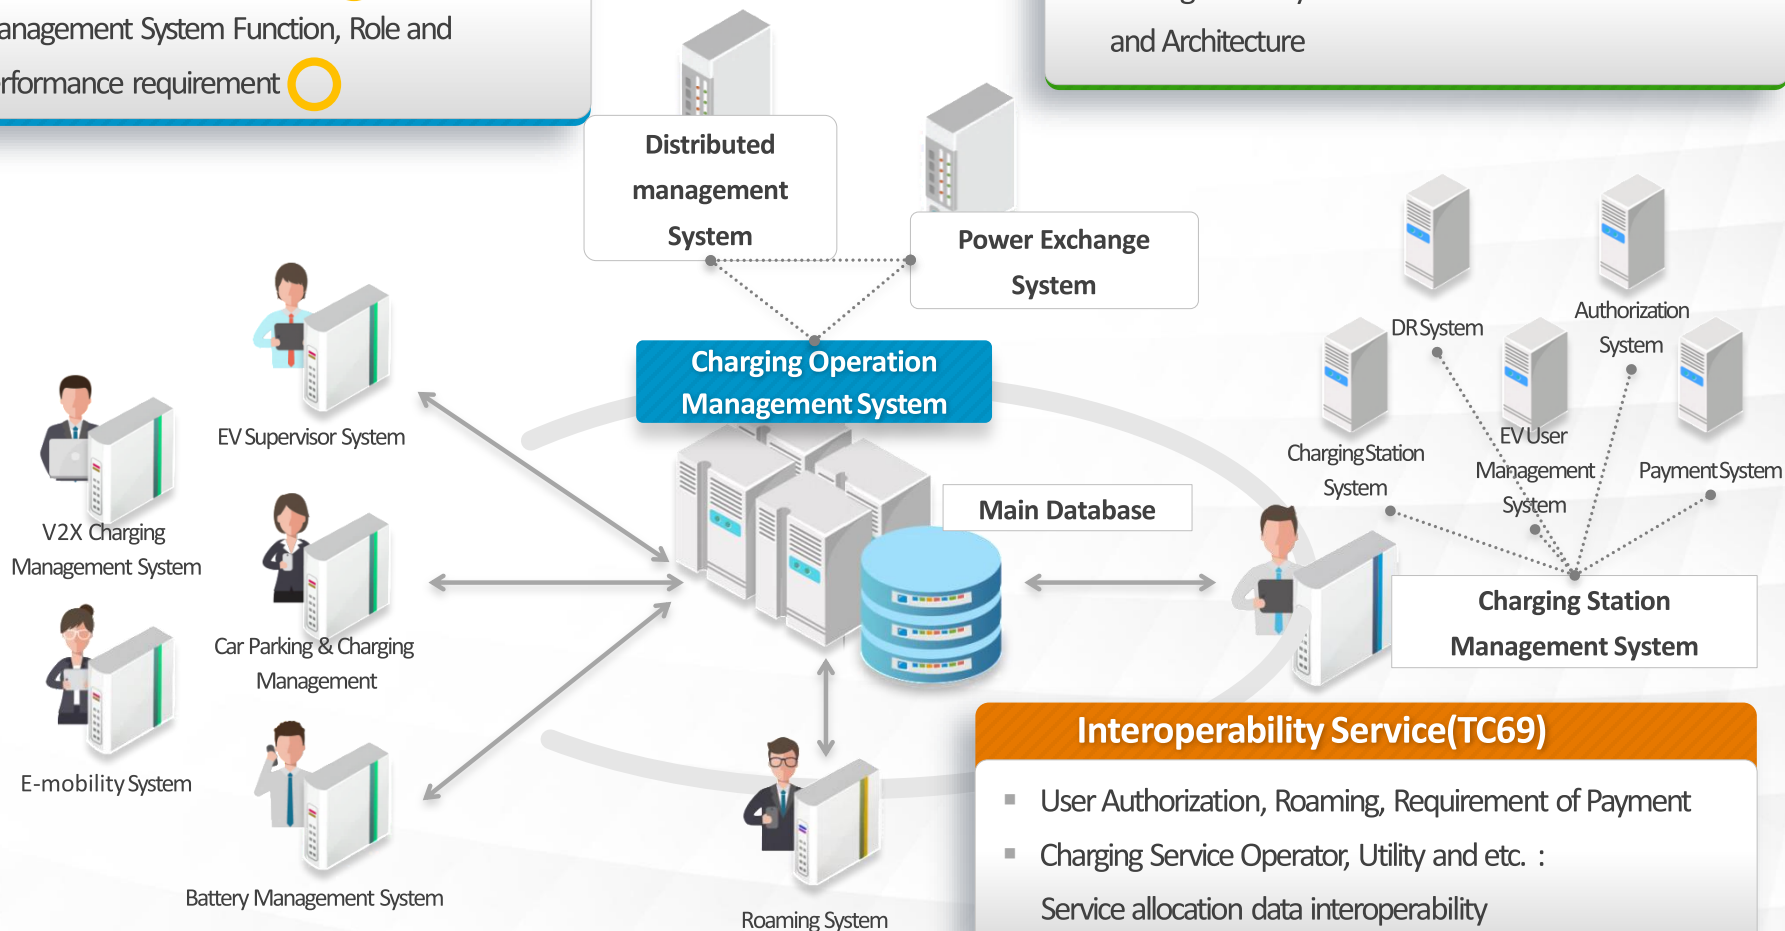 Management System Function, Role and
performance requirement
and Architecture
Distributed
management
System
Power Exchange
System
Charging Operation
Management System
Main Database
EV Supervisor System
V2X Charging
Management System
Car Parking & Charging
Management
E-mobility System
Battery Management System
Roaming System
DR System
Authorization
System
Charging Station
System
EV User
Management
System
Payment System
Charging Station
Management System
Interoperability Service(TC69)
▪ User Authorization, Roaming, Requirement of Payment
▪ Charging Service Operator, Utility and etc. :
Service allocation data interoperability